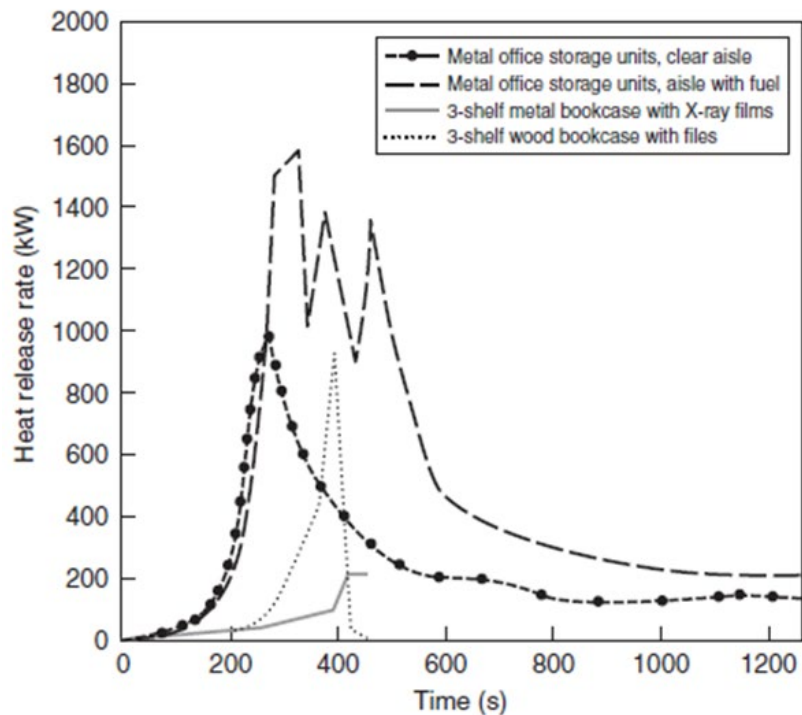 2000
1800
1600
1400
1200
1000
800
600
400
200
0
Heat release rate (kW)
Metal office storage units, clear aisle
Metal office storage units, aisle with fuel
3-shelf metal bookcase with X-ray films
3-shelf wood bookcase with files
0 200 400 600 800 1000 1200
Time (s)